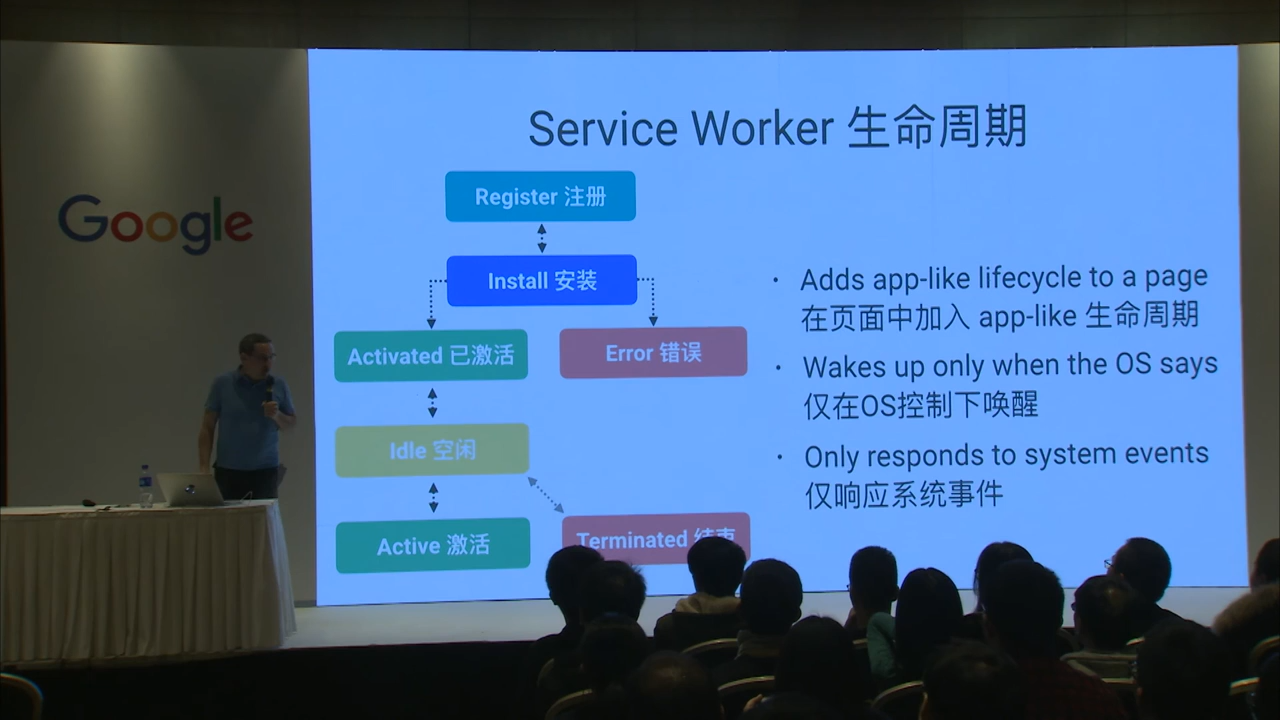 Google
Service Worker 生命周期
Register 注册
Install 安装
Activated 已激活
Error 错误
Idle 空闲
Active 激活
Terminated 结束
· Adds app-like lifecycle to a page
在页面中加入 app-like 生命周期
· Wakes up only when the OS says
仅在OS控制下唤醒
· Only responds to system events
仅响应系统事件